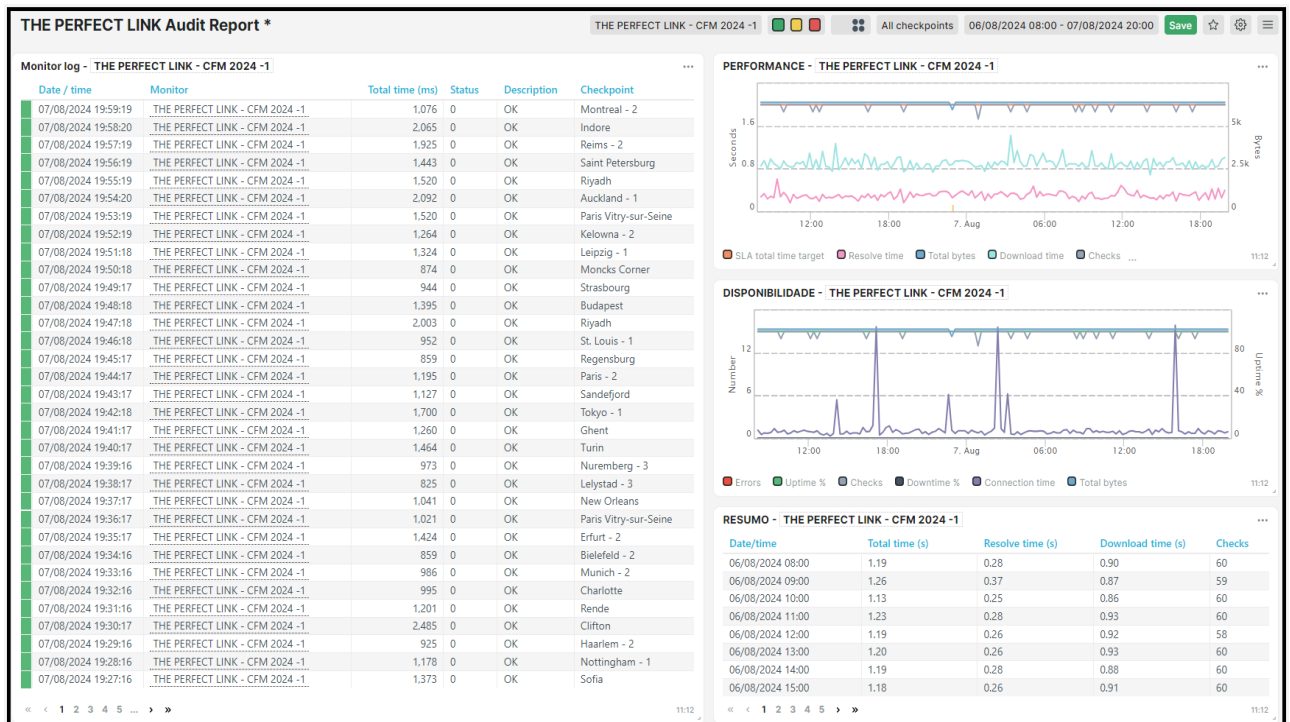 THE PERFECT LINK Audit Report *
THE PERFECT LINK - CFM 2024 -1
All checkpoints
06/08/2024 08:00 - 07/08/2024 20:00
Save
Monitor log - THE PERFECT LINK - CFM 2024 -1
Date / time Monitor Total time (ms) Status Description Checkpoint
07/08/2024 19:59:19 THE PERFECT LINK - CFM 2024 -1 1,076 0 OK Montreal - 2
07/08/2024 19:58:20 THE PERFECT LINK - CFM 2024 -1 2,065 0 OK Indore
07/08/2024 19:57:19 THE PERFECT LINK - CFM 2024 -1 1,925 0 OK Reims - 2
07/08/2024 19:56:19 THE PERFECT LINK - CFM 2024 -1 1,443 0 OK Saint Petersburg
07/08/2024 19:55:19 THE PERFECT LINK - CFM 2024 -1 1,520 0 OK Riyadh
07/08/2024 19:54:20 THE PERFECT LINK - CFM 2024 -1 2,092 0 OK Auckland - 1
07/08/2024 19:53:19 THE PERFECT LINK - CFM 2024 -1 1,520 0 OK Paris Vitry-sur-Seine
07/08/2024 19:52:19 THE PERFECT LINK - CFM 2024 -1 1,264 0 OK Kelowna - 2
07/08/2024 19:51:18 THE PERFECT LINK - CFM 2024 -1 1,324 0 OK Leipzig - 1
07/08/2024 19:50:18 THE PERFECT LINK - CFM 2024 -1 874 0 OK Moncks Corner
07/08/2024 19:49:17 THE PERFECT LINK - CFM 2024 -1 944 0 OK Strasbourg
07/08/2024 19:48:18 THE PERFECT LINK - CFM 2024 -1 1,395 0 OK Budapest
07/08/2024 19:47:18 THE PERFECT LINK - CFM 2024 -1 2,003 0 OK Riyadh
07/08/2024 19:46:18 THE PERFECT LINK - CFM 2024 -1 952 0 OK St. Louis - 1
07/08/2024 19:45:17 THE PERFECT LINK - CFM 2024 -1 859 0 OK Regensburg
07/08/2024 19:44:17 THE PERFECT LINK - CFM 2024 -1 1,195 0 OK Paris - 2
07/08/2024 19:43:17 THE PERFECT LINK - CFM 2024 -1 1,127 0 OK Sandefjord
07/08/2024 19:42:18 THE PERFECT LINK - CFM 2024 -1 1,700 0 OK Tokyo - 1
07/08/2024 19:41:17 THE PERFECT LINK - CFM 2024 -1 1,260 0 OK Ghent
07/08/2024 19:40:17 THE PERFECT LINK - CFM 2024 -1 1,464 0 OK Turin
07/08/2024 19:39:16 THE PERFECT LINK - CFM 2024 -1 973 0 OK Nuremberg - 3
07/08/2024 19:38:17 THE PERFECT LINK - CFM 2024 -1 825 0 OK Lelystad - 3
07/08/2024 19:37:17 THE PERFECT LINK - CFM 2024 -1 1,041 0 OK New Orleans
07/08/2024 19:36:17 THE PERFECT LINK - CFM 2024 -1 1,021 0 OK Paris Vitry-sur-Seine
07/08/2024 19:35:17 THE PERFECT LINK - CFM 2024 -1 1,424 0 OK Erfurt - 2
07/08/2024 19:34:16 THE PERFECT LINK - CFM 2024 -1 859 0 OK Bielefeld - 2
07/08/2024 19:33:16 THE PERFECT LINK - CFM 2024 -1 986 0 OK Munich - 2
07/08/2024 19:32:16 THE PERFECT LINK - CFM 2024 -1 995 0 OK Charlotte
07/08/2024 19:31:16 THE PERFECT LINK - CFM 2024 -1 1,201 0 OK Rende
07/08/2024 19:30:17 THE PERFECT LINK - CFM 2024 -1 2,485 0 OK Clifton
07/08/2024 19:29:16 THE PERFECT LINK - CFM 2024 -1 925 0 OK Haarlem - 2
07/08/2024 19:28:16 THE PERFECT LINK - CFM 2024 -1 1,178 0 OK Nottingham - 1
07/08/2024 19:27:16 THE PERFECT LINK - CFM 2024 -1 1,373 0 OK Sofia
« ‹ 1 2 3 4 5 ... › »
11:12
PERFORMANCE - THE PERFECT LINK - CFM 2024 -1
Seconds
1.6
0.8
0
5k
2.5k
0
Bytes
12:00 18:00 7. Aug 06:00 12:00 18:00
SLA total time target Resolve time Total bytes Download time Checks ...
11:12
DISPONIBILIDADE - THE PERFECT LINK - CFM 2024 -1
Number
12
6
0
80
40
0
Uptime %
12:00 18:00 7. Aug 06:00 12:00 18:00
Errors Uptime % Checks Downtime % Connection time Total bytes
11:12
RESUMO - THE PERFECT LINK - CFM 2024 -1
Date/time Total time (s) Resolve time (s) Download time (s) Checks
06/08/2024 08:00 1.19 0.28 0.90 60
06/08/2024 09:00 1.26 0.37 0.87 59
06/08/2024 10:00 1.13 0.25 0.86 60
06/08/2024 11:00 1.23 0.28 0.93 60
06/08/2024 12:00 1.19 0.26 0.92 58
06/08/2024 13:00 1.20 0.26 0.93 60
06/08/2024 14:00 1.19 0.28 0.88 60
06/08/2024 15:00 1.18 0.26 0.91 60
« ‹ 1 2 3 4 5 › »
11:12